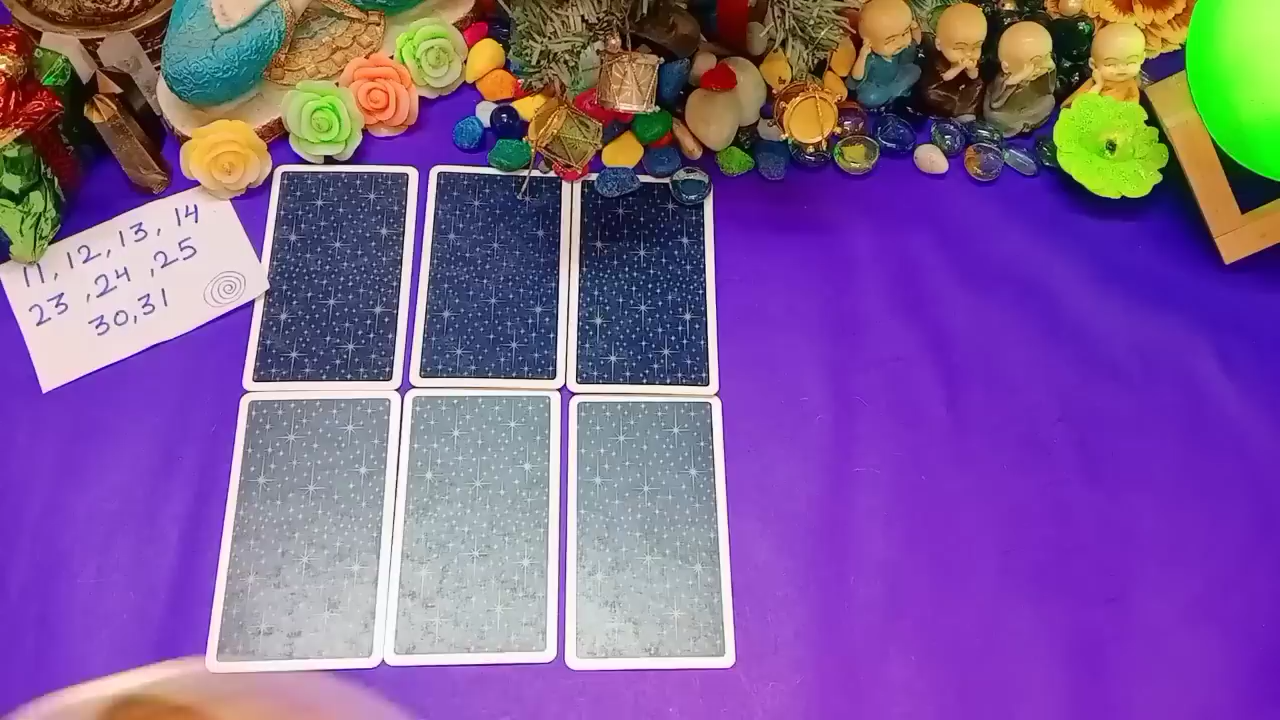 11, 12, 13, 14
23, 24, 25
30, 31